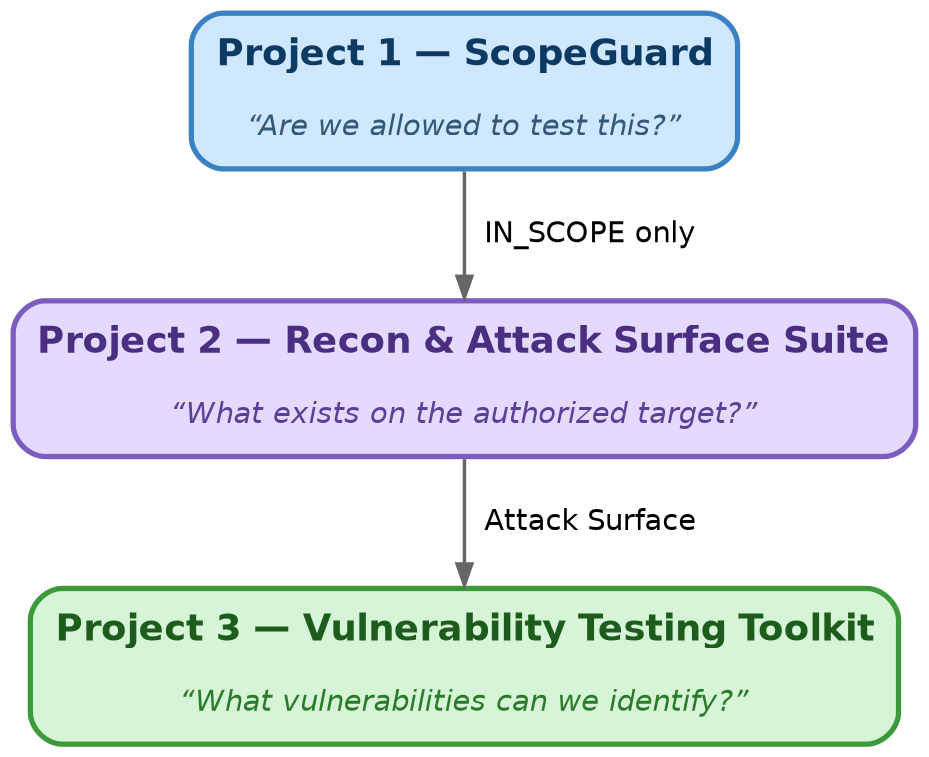 Project 1 — ScopeGuard
“Are we allowed to test this?”
IN_SCOPE only
Project 2 — Recon & Attack Surface Suite
“What exists on the authorized target?”
Attack Surface
Project 3 — Vulnerability Testing Toolkit
“What vulnerabilities can we identify?”